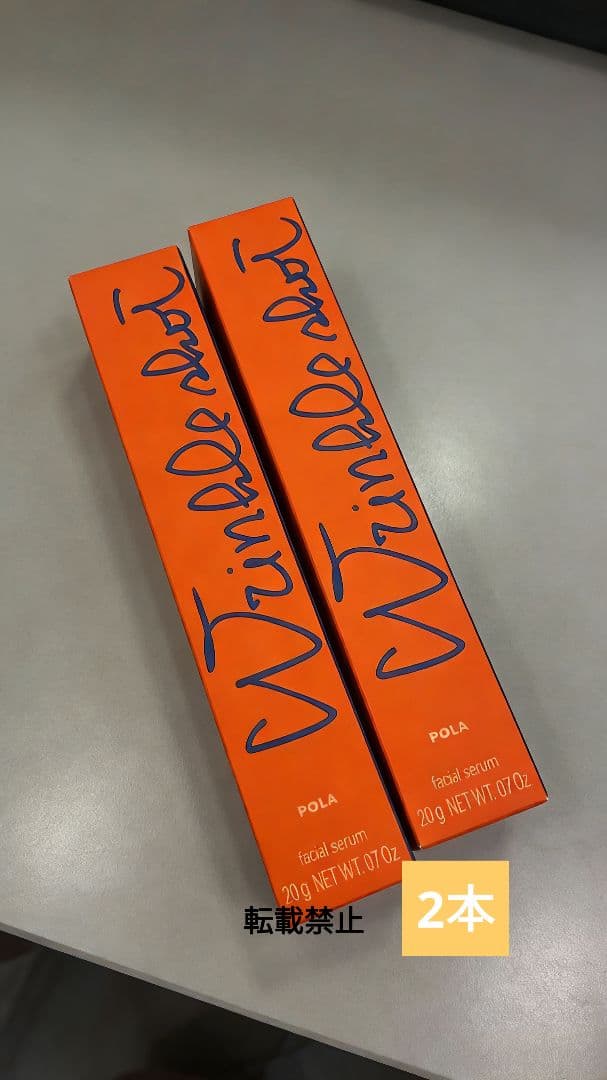 Wrinkle shot
POLA
facial serum
20g NET WT. 0.7 Oz.
Wrinkle shot
POLA
facial serum
20g NET WT. 0.7 Oz.
転載禁止
2本